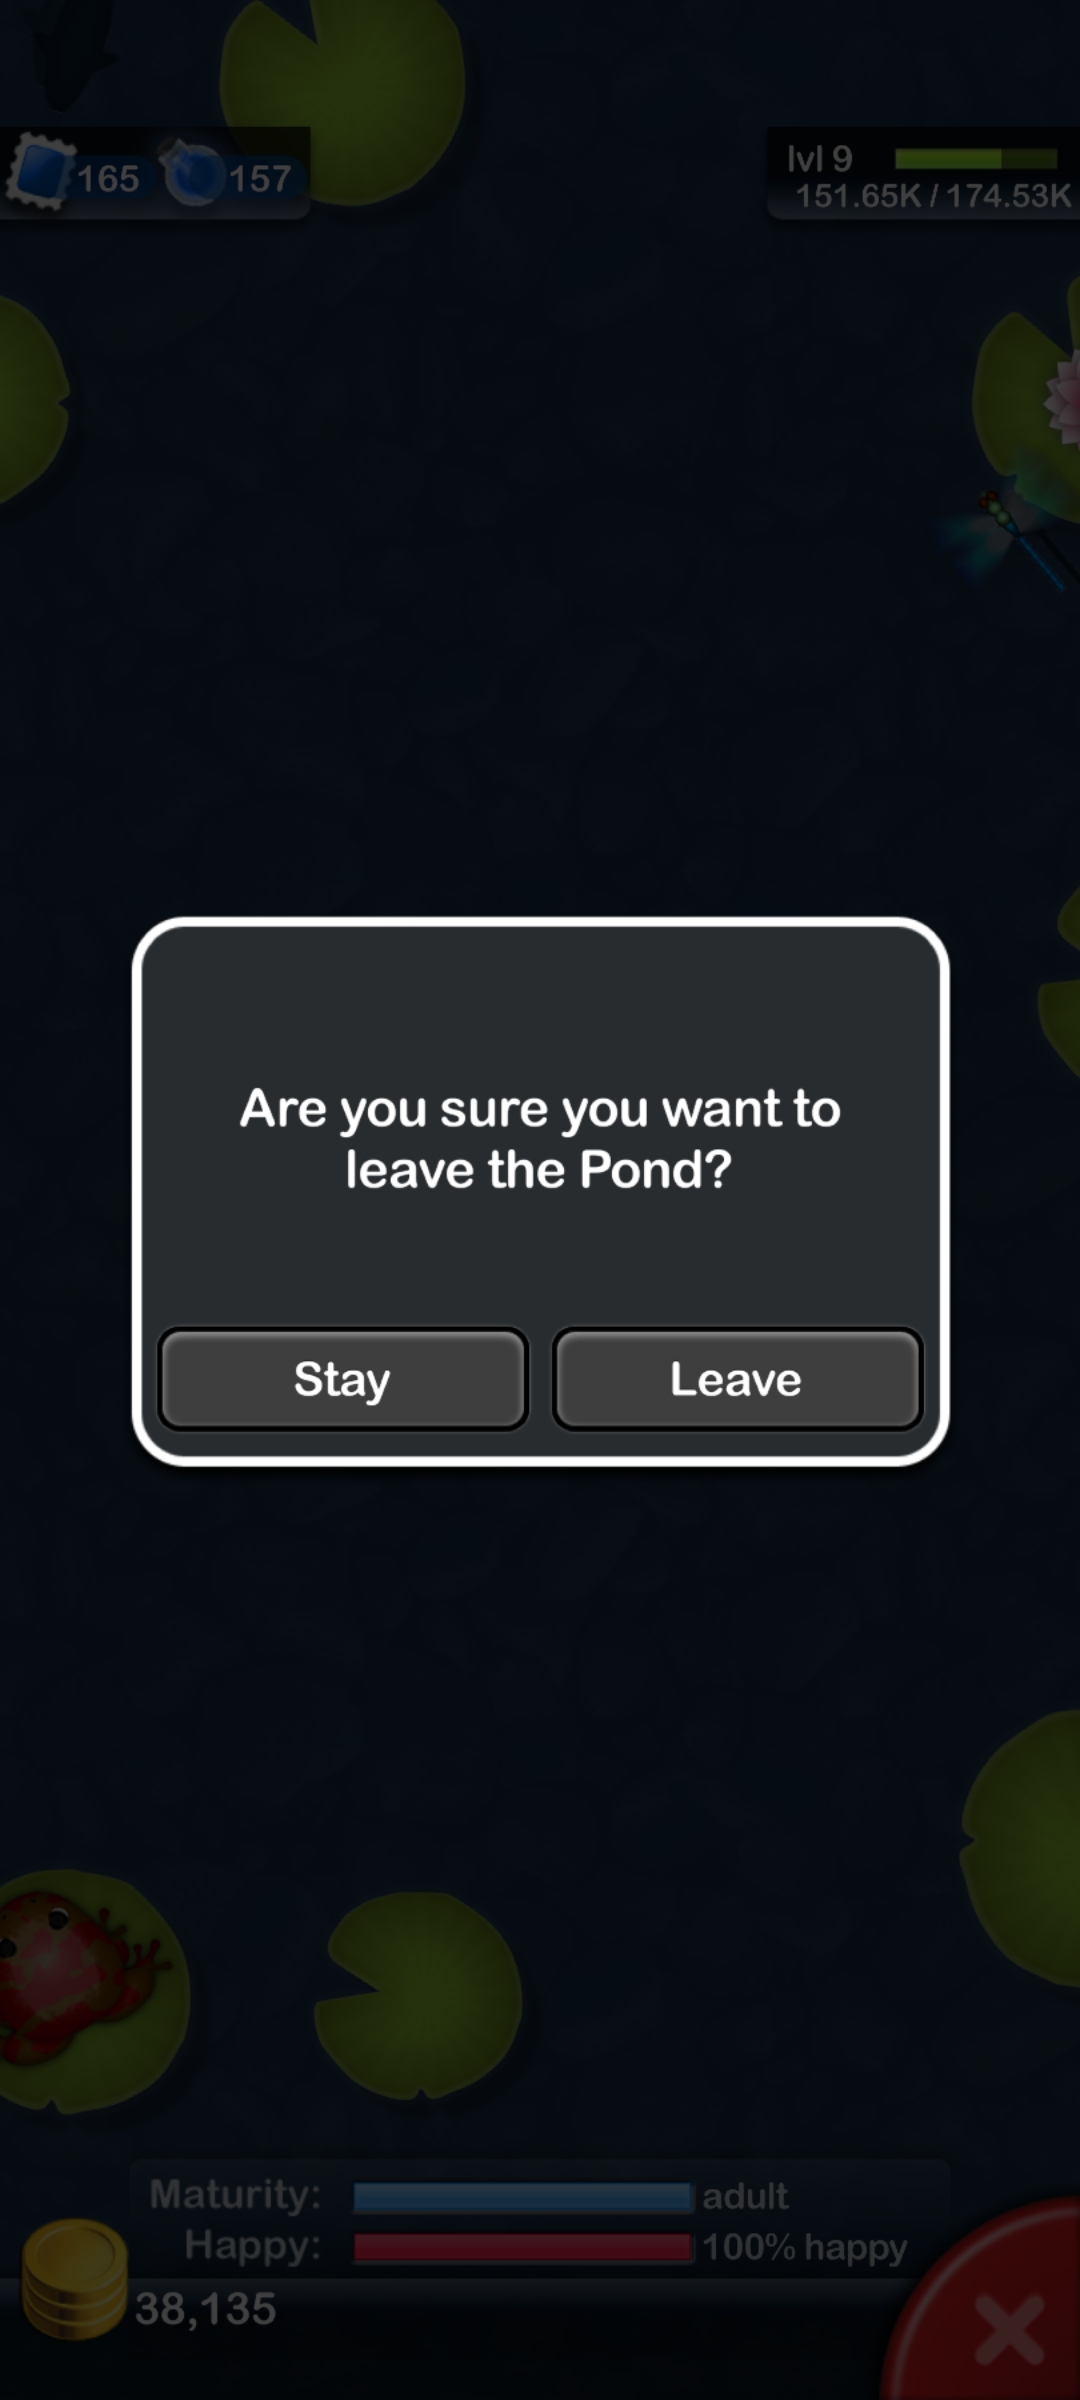 165 157
lvl 9
151.65K / 174.53K
Are you sure you want to
leave the Pond?
Stay Leave
Maturity: adult
Happy: 100% happy
38,135